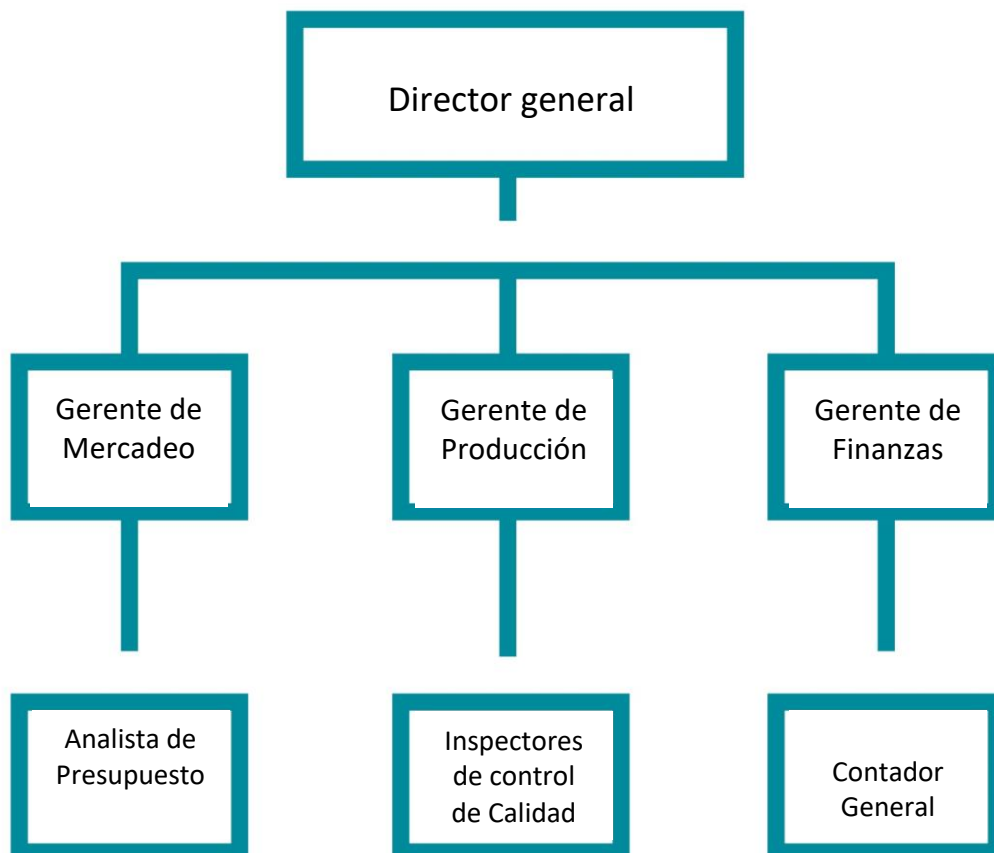 Director general
Gerente de
Mercadeo
Gerente de
Producción
Gerente de
Finanzas
Analista de
Presupuesto
Inspectores
de control
de Calidad
Contador
General